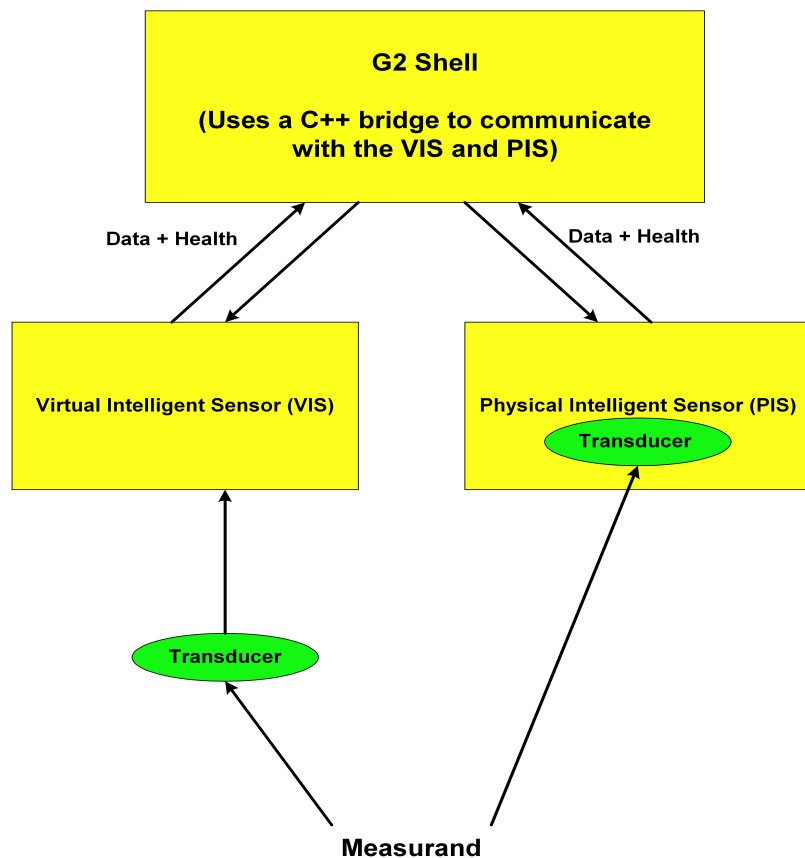 G2 Shell
(Uses a C++ bridge to communicate
with the VIS and PIS)
Data + Health
Data + Health
Virtual Intelligent Sensor (VIS)
Physical Intelligent Sensor (PIS)
Transducer
Transducer
Measurand